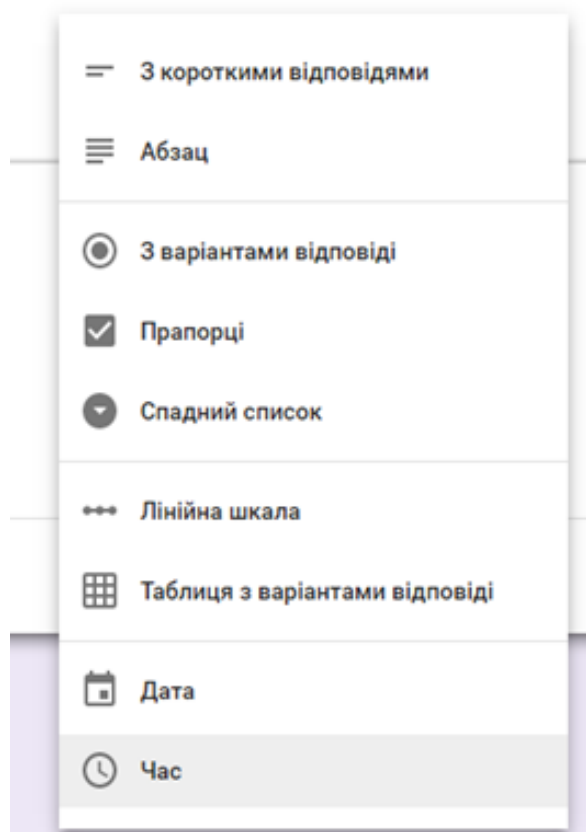 З короткими відповідями
Абзац
З варіантами відповіді
Прапорці
Спадний список
Лінійна шкала
Таблиця з варіантами відповіді
Дата
Час